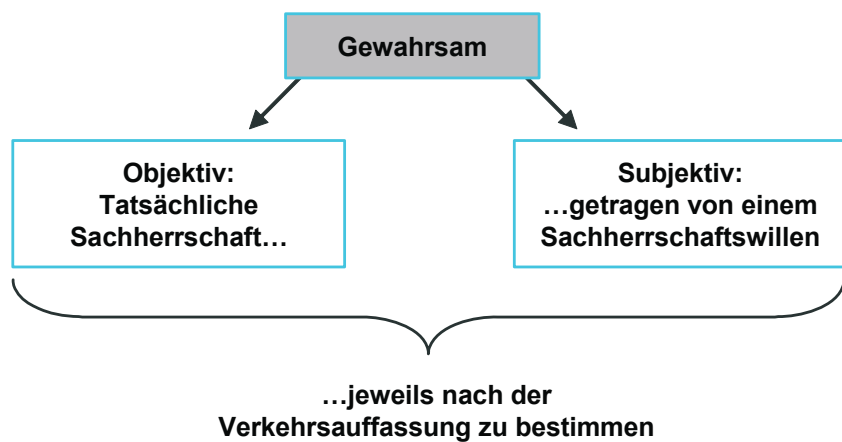 Gewahrsam
Objektiv:
Tatsächliche
Sachherrschaft…
Subjektiv:
…getragen von einem
Sachherrschaftswillen
…jeweils nach der
Verkehrsauffassung zu bestimmen